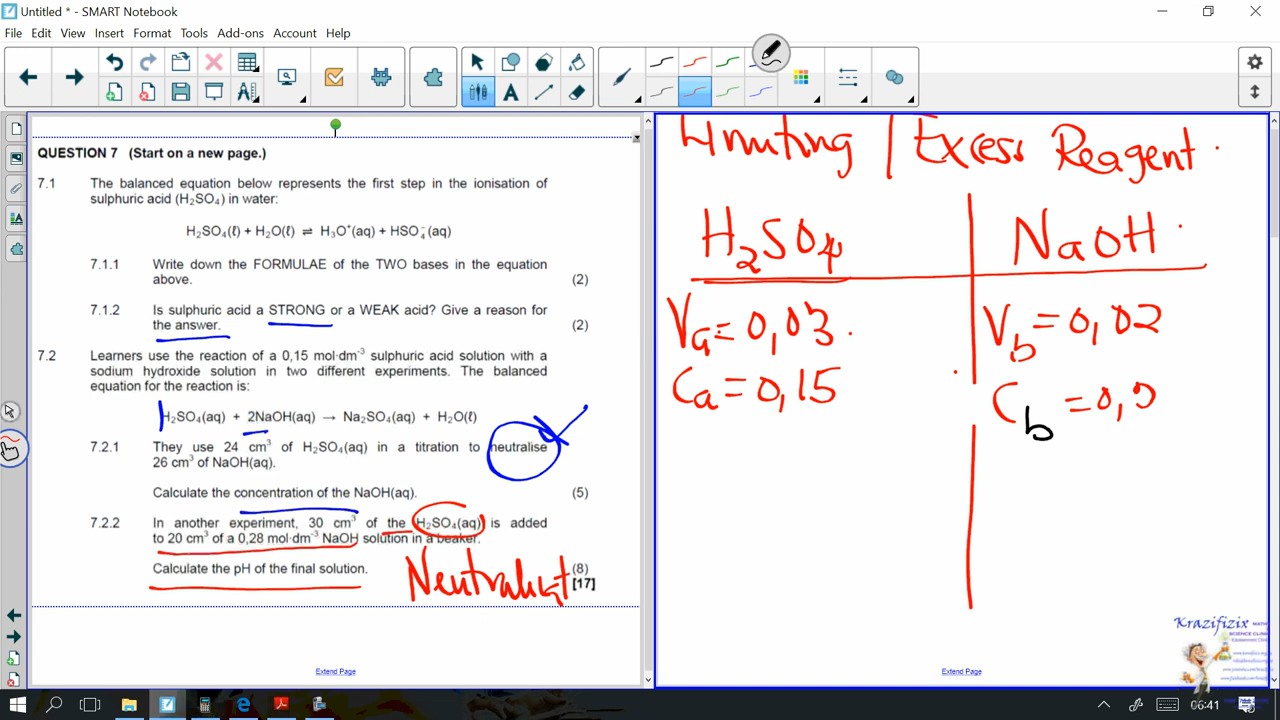 Untitled * - SMART Notebook
File Edit View Insert Format Tools Add-ons Account Help
QUESTION 7 (Start on a new page.)
7.1 The balanced equation below represents the first step in the ionisation of
sulphuric acid (H₂SO₄) in water:
H₂SO₄(ℓ) + H₂O(ℓ) ⇌ H₃O⁺(aq) + HSO₄⁻(aq)
7.1.1 Write down the FORMULAE of the TWO bases in the equation
above. (2)
7.1.2 Is sulphuric acid a STRONG or a WEAK acid? Give a reason for
the answer. (2)
7.2 Learners use the reaction of a 0,15 mol·dm⁻³ sulphuric acid solution with a
sodium hydroxide solution in two different experiments. The balanced
equation for the reaction is:
H₂SO₄(aq) + 2NaOH(aq) → Na₂SO₄(aq) + H₂O(ℓ)
7.2.1 They use 24 cm³ of H₂SO₄(aq) in a titration to neutralise
26 cm³ of NaOH(aq).
Calculate the concentration of the NaOH(aq). (5)
7.2.2 In another experiment, 30 cm³ of the H₂SO₄(aq) is added
to 20 cm³ of a 0,28 mol·dm⁻³ NaOH solution in a beaker.
Calculate the pH of the final solution. (8)
[17]
Extend Page
Limiting | Excess Reagent.
H₂SO₄ NaOH
Va = 0,03 Vb = 0,02
Ca = 0,15 Cb = 0,
Extend Page
Krazifizix MATH
SCIENCE CLINIC
06:41